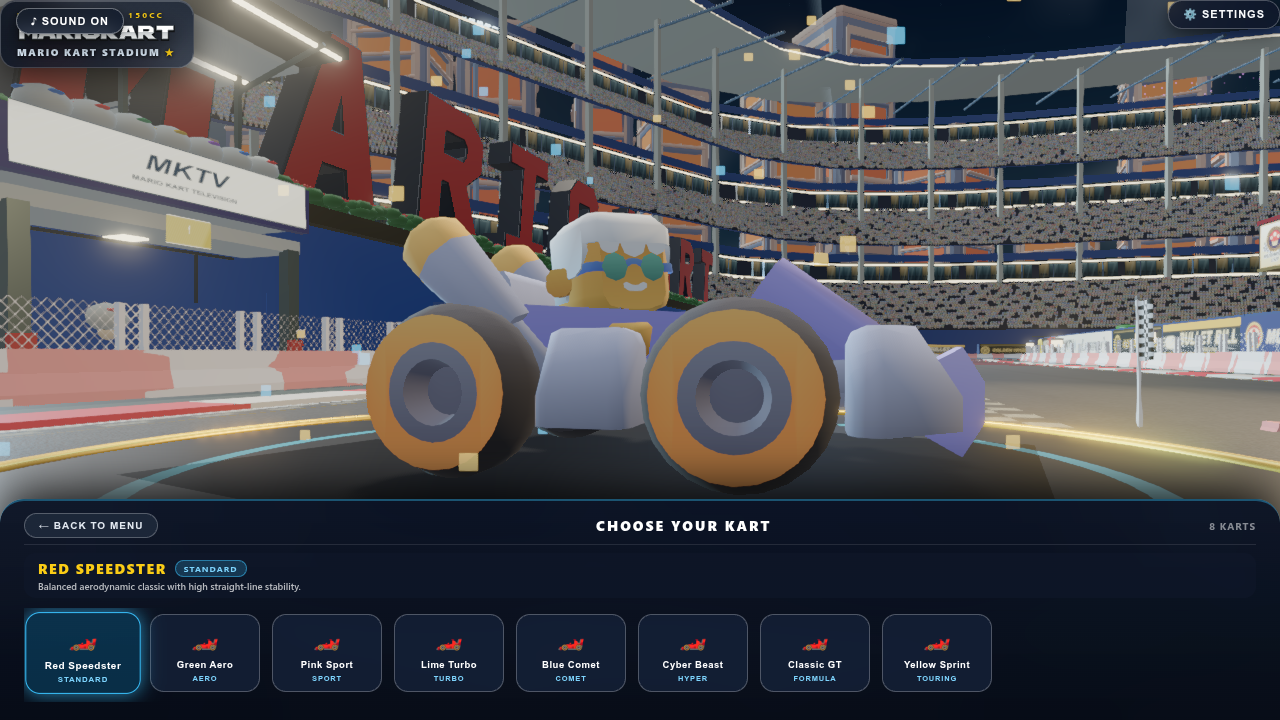 ♪ SOUND ON
150CC
MARIOKART
MARIO KART STADIUM ★
⚙️ SETTINGS
MKTV
MARIO KART TELEVISION
← BACK TO MENU
CHOOSE YOUR KART
8 KARTS
RED SPEEDSTER
STANDARD
Balanced aerodynamic classic with high straight-line stability.
Red Speedster
STANDARD
Green Aero
AERO
Pink Sport
SPORT
Lime Turbo
TURBO
Blue Comet
COMET
Cyber Beast
HYPER
Classic GT
FORMULA
Yellow Sprint
TOURING